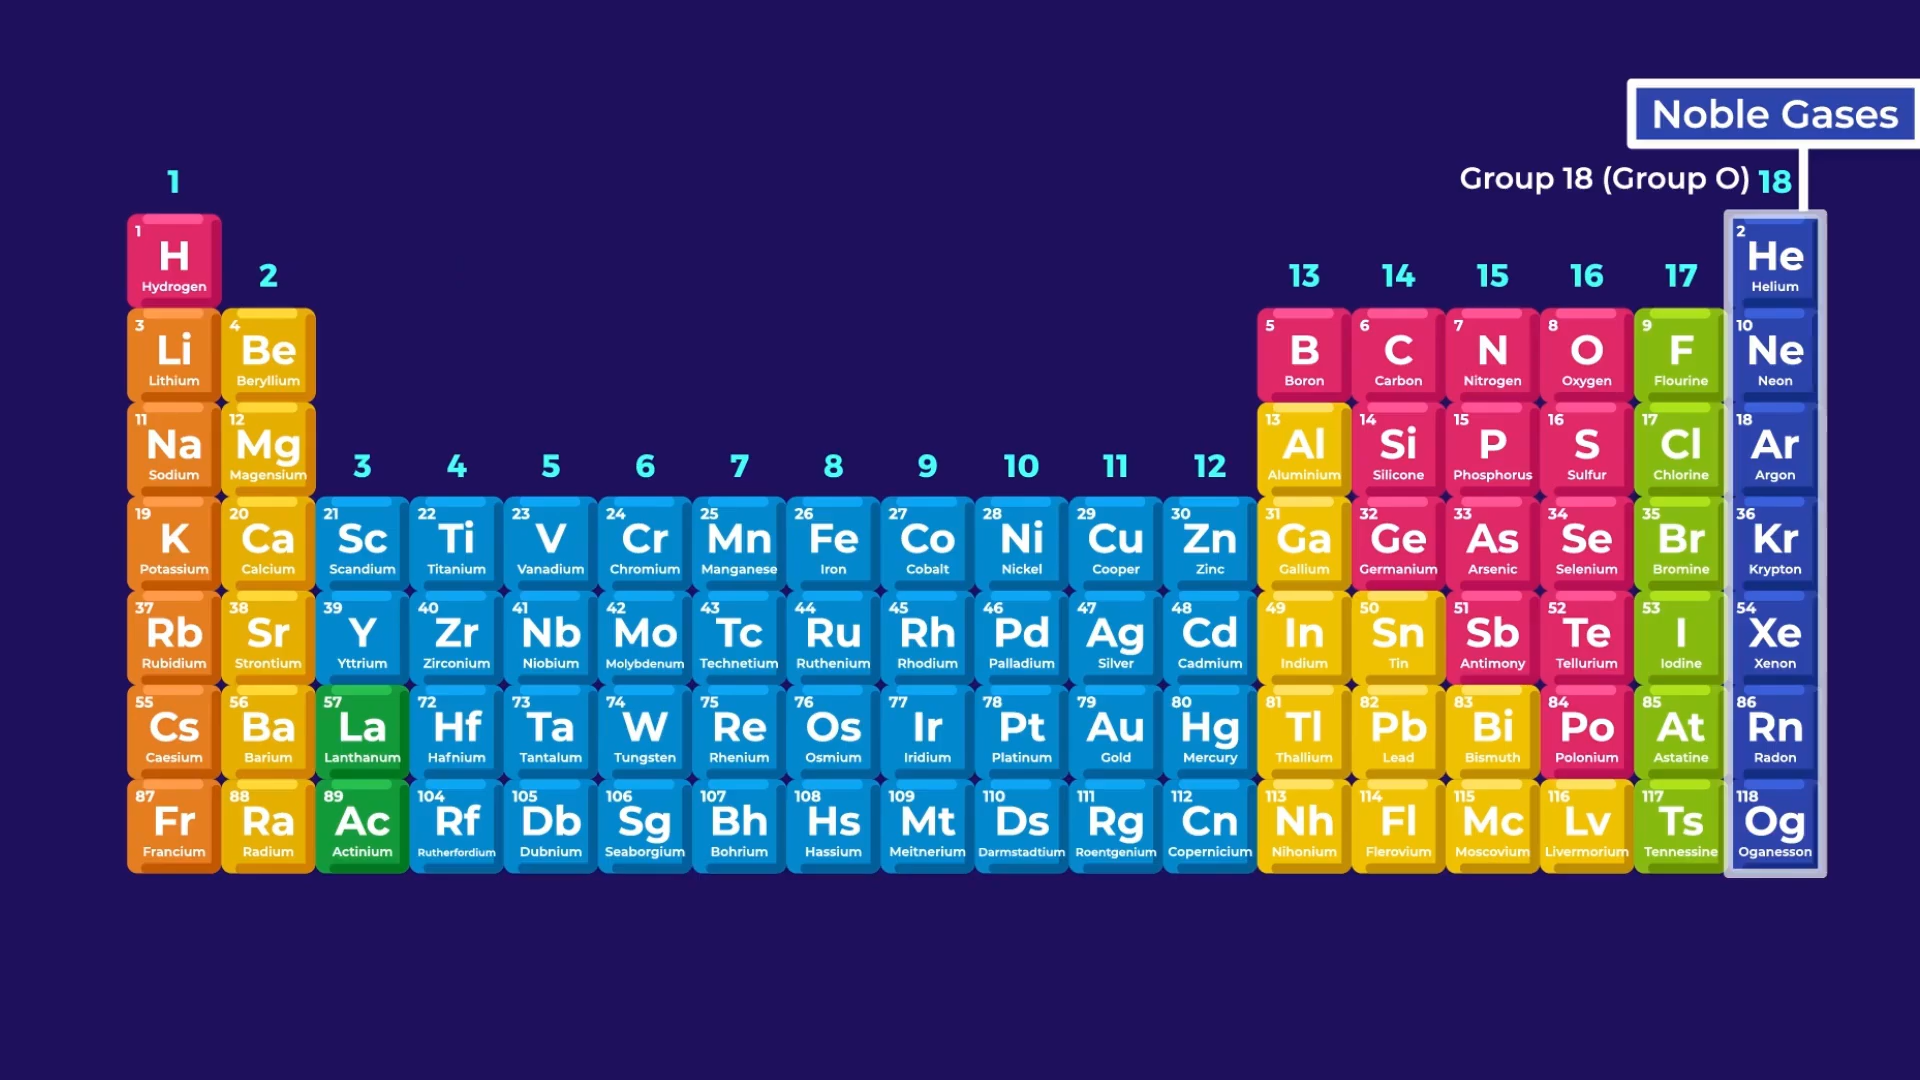 Noble Gases
Group 18 (Group O) 18
1
2 13 14 15 16 17
3 4 5 6 7 8 9 10 11 12
1 H Hydrogen
2 He Helium
3 Li Lithium
4 Be Beryllium
5 B Boron
6 C Carbon
7 N Nitrogen
8 O Oxygen
9 F Flourine
10 Ne Neon
11 Na Sodium
12 Mg Magensium
13 Al Aluminium
14 Si Silicone
15 P Phosphorus
16 S Sulfur
17 Cl Chlorine
18 Ar Argon
19 K Potassium
20 Ca Calcium
21 Sc Scandium
22 Ti Titanium
23 V Vanadium
24 Cr Chromium
25 Mn Manganese
26 Fe Iron
27 Co Cobalt
28 Ni Nickel
29 Cu Cooper
30 Zn Zinc
31 Ga Gallium
32 Ge Germanium
33 As Arsenic
34 Se Selenium
35 Br Bromine
36 Kr Krypton
37 Rb Rubidium
38 Sr Strontium
39 Y Yttrium
40 Zr Zirconium
41 Nb Niobium
42 Mo Molybdenum
43 Tc Technetium
44 Ru Ruthenium
45 Rh Rhodium
46 Pd Palladium
47 Ag Silver
48 Cd Cadmium
49 In Indium
50 Sn Tin
51 Sb Antimony
52 Te Tellurium
53 I Iodine
54 Xe Xenon
55 Cs Caesium
56 Ba Barium
57 La Lanthanum
72 Hf Hafnium
73 Ta Tantalum
74 W Tungsten
75 Re Rhenium
76 Os Osmium
77 Ir Iridium
78 Pt Platinum
79 Au Gold
80 Hg Mercury
81 Tl Thallium
82 Pb Lead
83 Bi Bismuth
84 Po Polonium
85 At Astatine
86 Rn Radon
87 Fr Francium
88 Ra Radium
89 Ac Actinium
104 Rf Rutherfordium
105 Db Dubnium
106 Sg Seaborgium
107 Bh Bohrium
108 Hs Hassium
109 Mt Meitnerium
110 Ds Darmstadtium
111 Rg Roentgenium
112 Cn Copernicium
113 Nh Nihonium
114 Fl Flerovium
115 Mc Moscovium
116 Lv Livermorium
117 Ts Tennessine
118 Og Oganesson